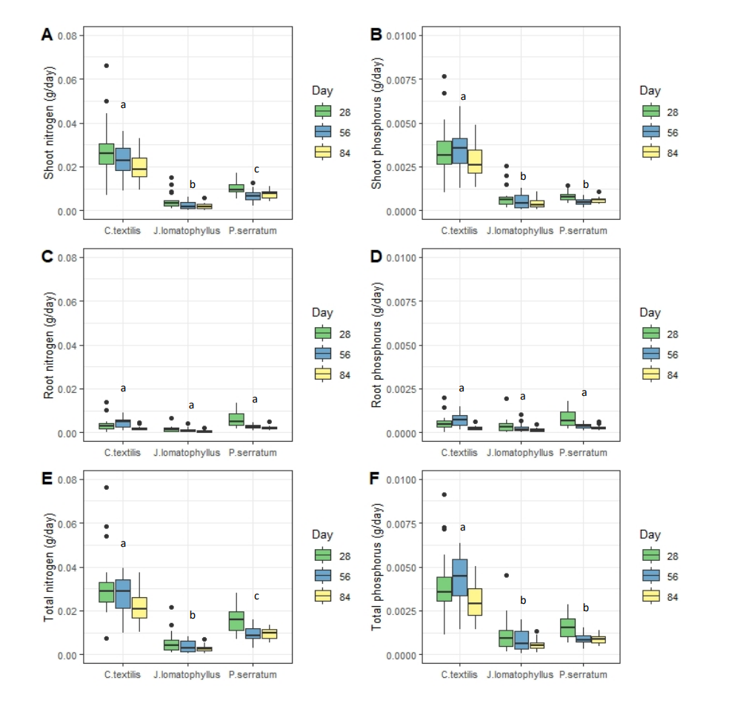 A
Shoot nitrogen (g/day)
0.08
0.06
0.04
0.02
0.00
a
b
c
C.textilis J.lomatophyllus P.serratum
Day
28
56
84
B
Shoot phosphorus (g/day)
0.0100
0.0075
0.0050
0.0025
0.0000
a
b
b
C.textilis J.lomatophyllus P.serratum
Day
28
56
84
C
Root nitrogen (g/day)
0.08
0.06
0.04
0.02
0.00
a
a
a
C.textilis J.lomatophyllus P.serratum
Day
28
56
84
D
Root phosphorus (g/day)
0.0100
0.0075
0.0050
0.0025
0.0000
a
a
a
C.textilis J.lomatophyllus P.serratum
Day
28
56
84
E
Total nitrogen (g/day)
0.08
0.06
0.04
0.02
0.00
a
b
c
C.textilis J.lomatophyllus P.serratum
Day
28
56
84
F
Total phosphorus (g/day)
0.0100
0.0075
0.0050
0.0025
0.0000
a
b
b
C.textilis J.lomatophyllus P.serratum
Day
28
56
84